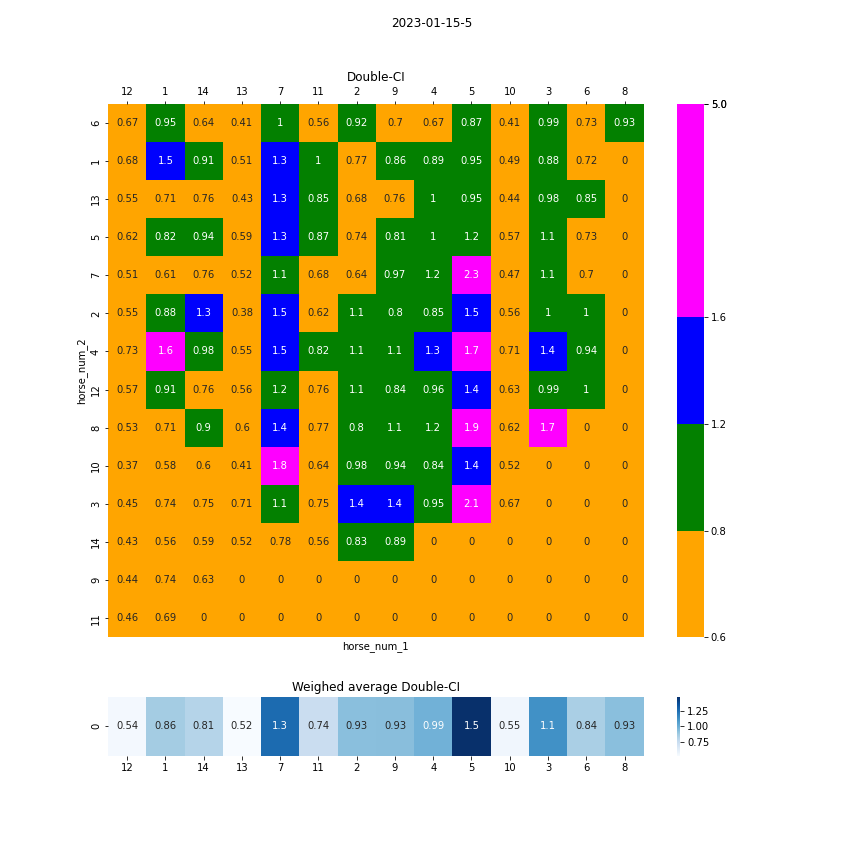 2023-01-15-5
Double-CI
12 1 14 13 7 11 2 9 4 5 10 3 6 8
6 0.67 0.95 0.64 0.41 1 0.56 0.92 0.7 0.67 0.87 0.41 0.99 0.73 0.93
1 0.68 1.5 0.91 0.51 1.3 1 0.77 0.86 0.89 0.95 0.49 0.88 0.72 0
13 0.55 0.71 0.76 0.43 1.3 0.85 0.68 0.76 1 0.95 0.44 0.98 0.85 0
5 0.62 0.82 0.94 0.59 1.3 0.87 0.74 0.81 1 1.2 0.57 1.1 0.73 0
7 0.51 0.61 0.76 0.52 1.1 0.68 0.64 0.97 1.2 2.3 0.47 1.1 0.7 0
2 0.55 0.88 1.3 0.38 1.5 0.62 1.1 0.8 0.85 1.5 0.56 1 1 0
4 0.73 1.6 0.98 0.55 1.5 0.82 1.1 1.1 1.3 1.7 0.71 1.4 0.94 0
12 0.57 0.91 0.76 0.56 1.2 0.76 1.1 0.84 0.96 1.4 0.63 0.99 1 0
8 0.53 0.71 0.9 0.6 1.4 0.77 0.8 1.1 1.2 1.9 0.62 1.7 0 0
10 0.37 0.58 0.6 0.41 1.8 0.64 0.98 0.94 0.84 1.4 0.52 0 0 0
3 0.45 0.74 0.75 0.71 1.1 0.75 1.4 1.4 0.95 2.1 0.67 0 0 0
14 0.43 0.56 0.59 0.52 0.78 0.56 0.83 0.89 0 0 0 0 0 0
9 0.44 0.74 0.63 0 0 0 0 0 0 0 0 0 0 0
11 0.46 0.69 0 0 0 0 0 0 0 0 0 0 0 0
horse_num_2
horse_num_1
5.0
1.6
1.2
0.8
0.6
Weighed average Double-CI
0 0.54 0.86 0.81 0.52 1.3 0.74 0.93 0.93 0.99 1.5 0.55 1.1 0.84 0.93
12 1 14 13 7 11 2 9 4 5 10 3 6 8
1.25
1.00
0.75